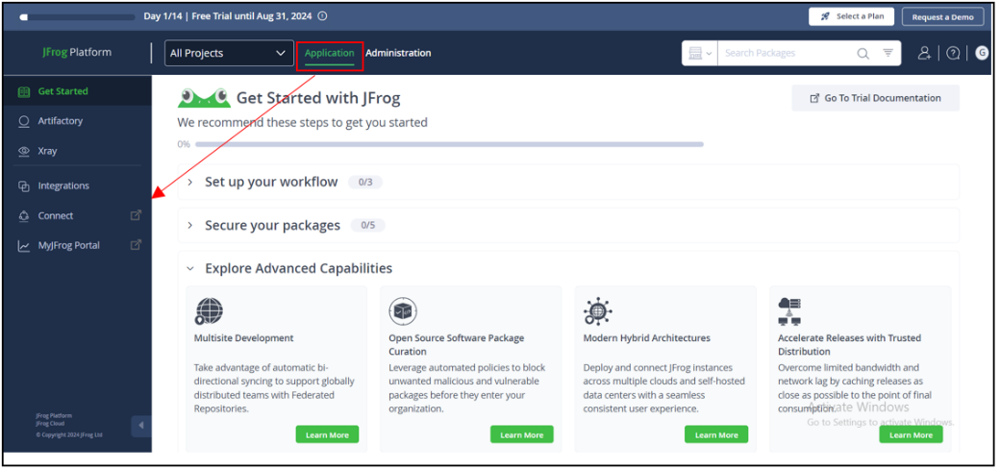 Day 1/14 | Free Trial until Aug 31, 2024
Select a Plan
Request a Demo
JFrog Platform
All Projects
Application
Administration
Search Packages
G
Get Started
Artifactory
Xray
Integrations
Connect
MyJFrog Portal
Get Started with JFrog
We recommend these steps to get you started
0%
Go To Trial Documentation
Set up your workflow 0/3
Secure your packages 0/5
Explore Advanced Capabilities
Multisite Development
Take advantage of automatic bi-
directional syncing to support globally
distributed teams with Federated
Repositories.
Learn More
Open Source Software Package
Curation
Leverage automated policies to block
unwanted malicious and vulnerable
packages before they enter your
organization.
Learn More
Modern Hybrid Architectures
Deploy and connect JFrog instances
across multiple clouds and self-hosted
data centers with a seamless
consistent user experience.
Learn More
Accelerate Releases with Trusted
Distribution
Overcome limited bandwidth and
network lag by caching releases as
close as possible to the point of final
consumption.
Learn More
Activate Windows
Go to Settings to activate Windows.
JFrog Platform
JFrog Cloud
© Copyright 2024 JFrog Ltd